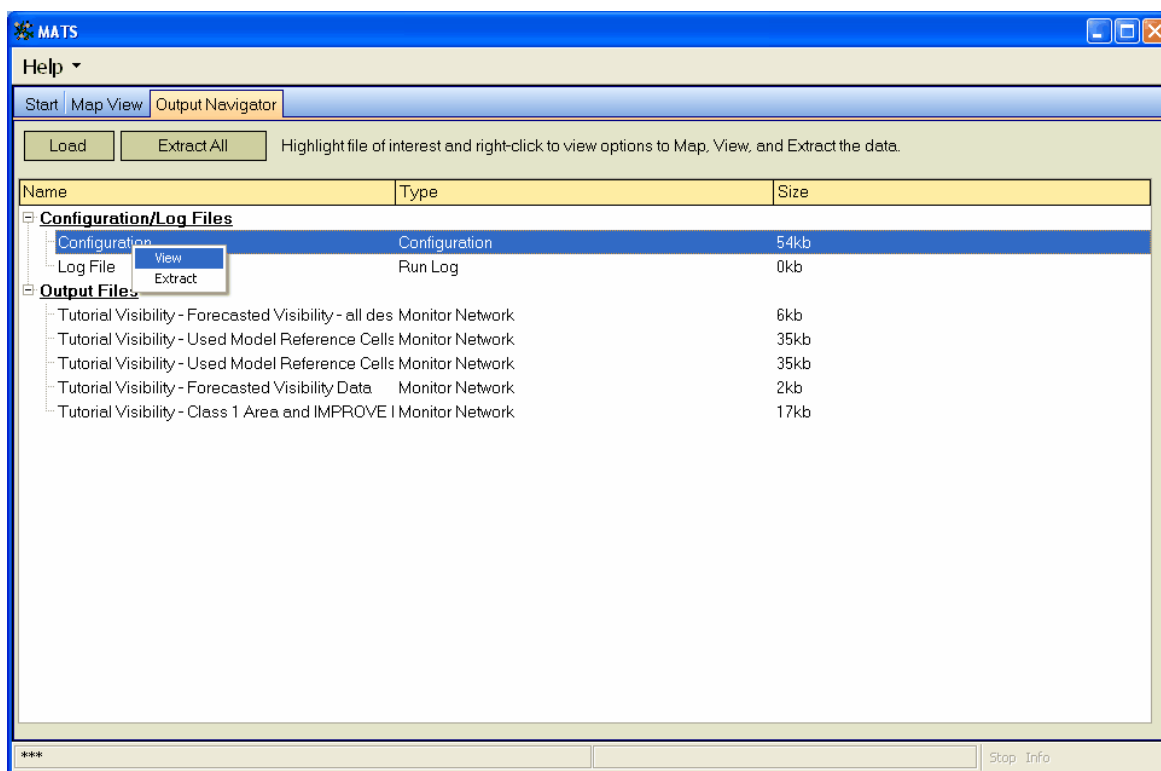 MATS
Help
Start Map View Output Navigator
Load Extract All Highlight file of interest and right-click to view options to Map, View, and Extract the data.
Name Type Size
Configuration/Log Files
Configuration Configuration 54kb
View
Log File Run Log 0kb
Extract
Output Files
Tutorial Visibility - Forecasted Visibility - all des Monitor Network 6kb
Tutorial Visibility - Used Model Reference Cells Monitor Network 35kb
Tutorial Visibility - Used Model Reference Cells Monitor Network 35kb
Tutorial Visibility - Forecasted Visibility Data Monitor Network 2kb
Tutorial Visibility - Class 1 Area and IMPROVE Monitor Network 17kb
*** Stop Info